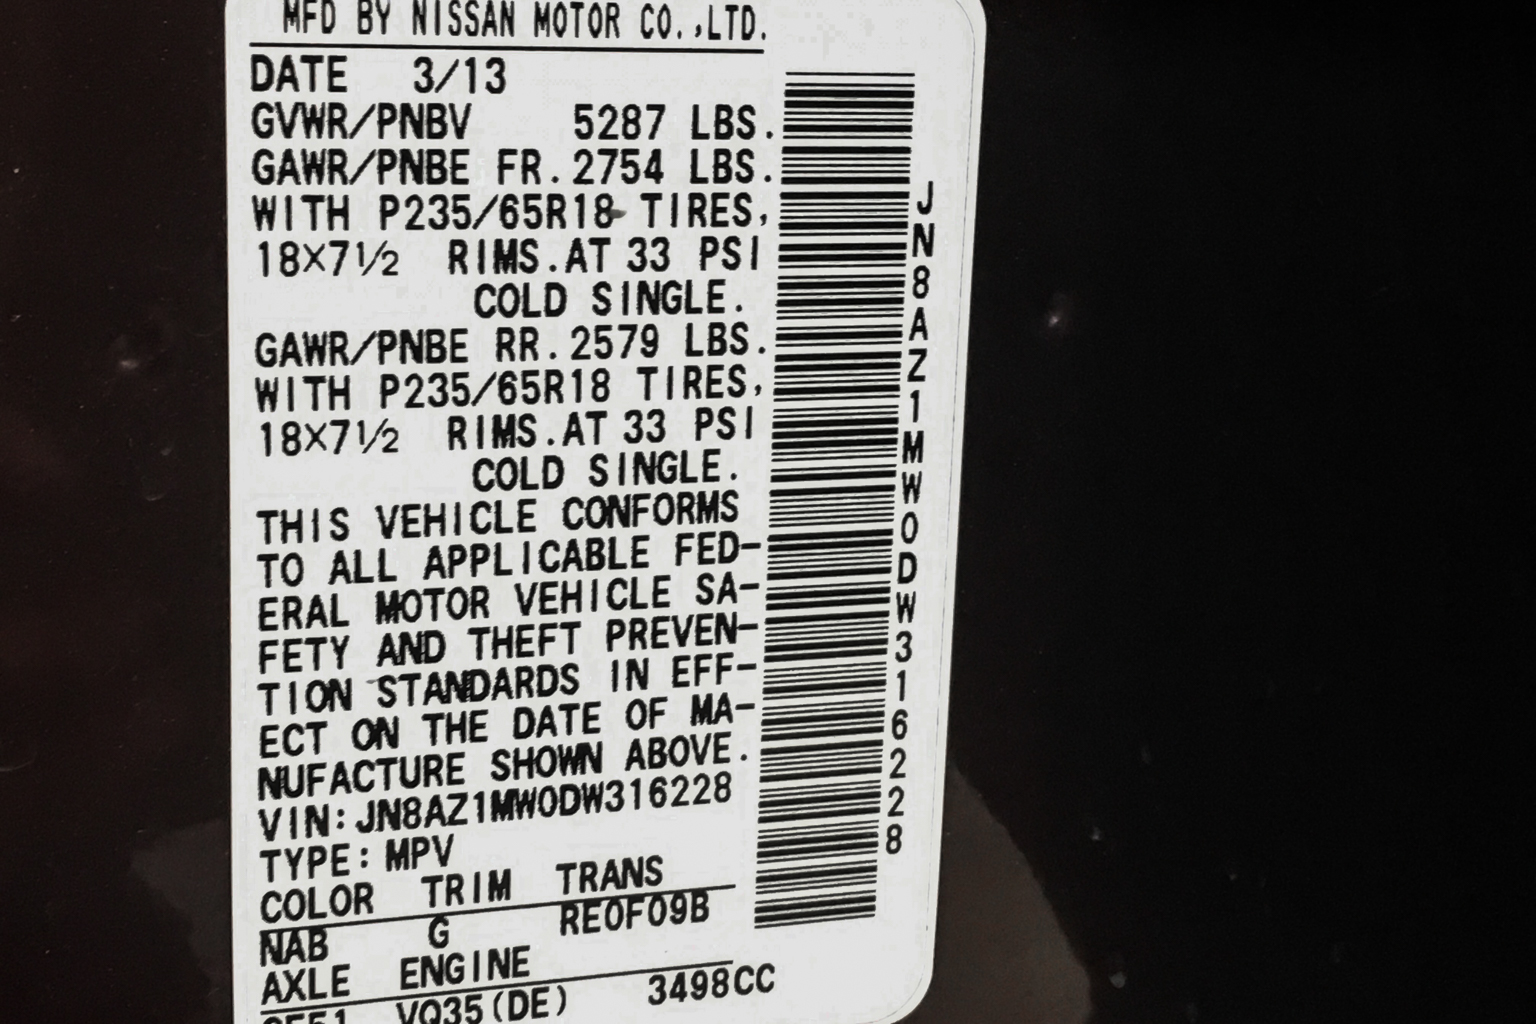 MFD BY NISSAN MOTOR CO.,LTD.
DATE 3/13
GVWR/PNBV 5287 LBS.
GAWR/PNBE FR. 2754 LBS.
WITH P235/65R18 TIRES,
18X7½ RIMS. AT 33 PSI
COLD SINGLE.
GAWR/PNBE RR. 2579 LBS.
WITH P235/65R18 TIRES,
18X7½ RIMS. AT 33 PSI
COLD SINGLE.
THIS VEHICLE CONFORMS
TO ALL APPLICABLE FED-
ERAL MOTOR VEHICLE SA-
FETY AND THEFT PREVEN-
TION STANDARDS IN EFF-
ECT ON THE DATE OF MA-
NUFACTURE SHOWN ABOVE.
VIN: JN8AZ1MW0DW316228
TYPE: MPV
COLOR TRIM TRANS
NAB G RE0F09B
AXLE ENGINE
VQ35(DE) 3498CC
JN8AZ1MW0DW316228